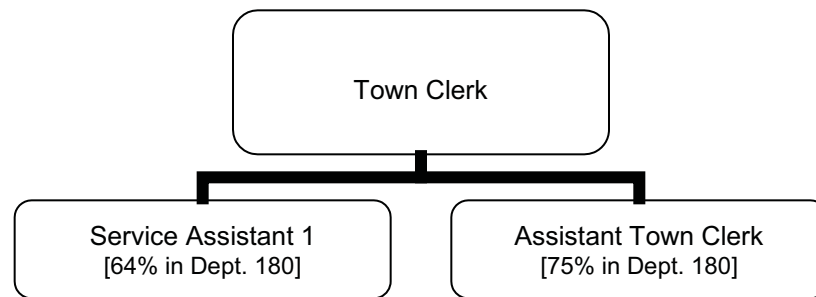 Town Clerk
Service Assistant 1
[64% in Dept. 180]
Assistant Town Clerk
[75% in Dept. 180]